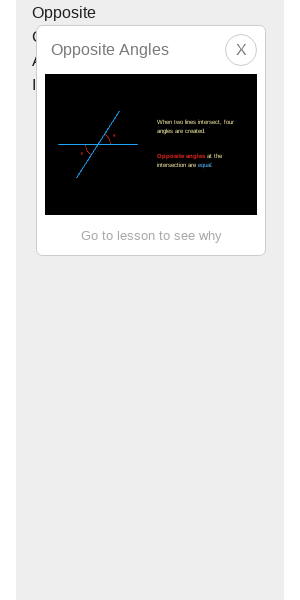 Opposite
Opposite Angles
X
When two lines intersect, four
angles are created.
Opposite angles at the
intersection are equal.
Go to lesson to see why